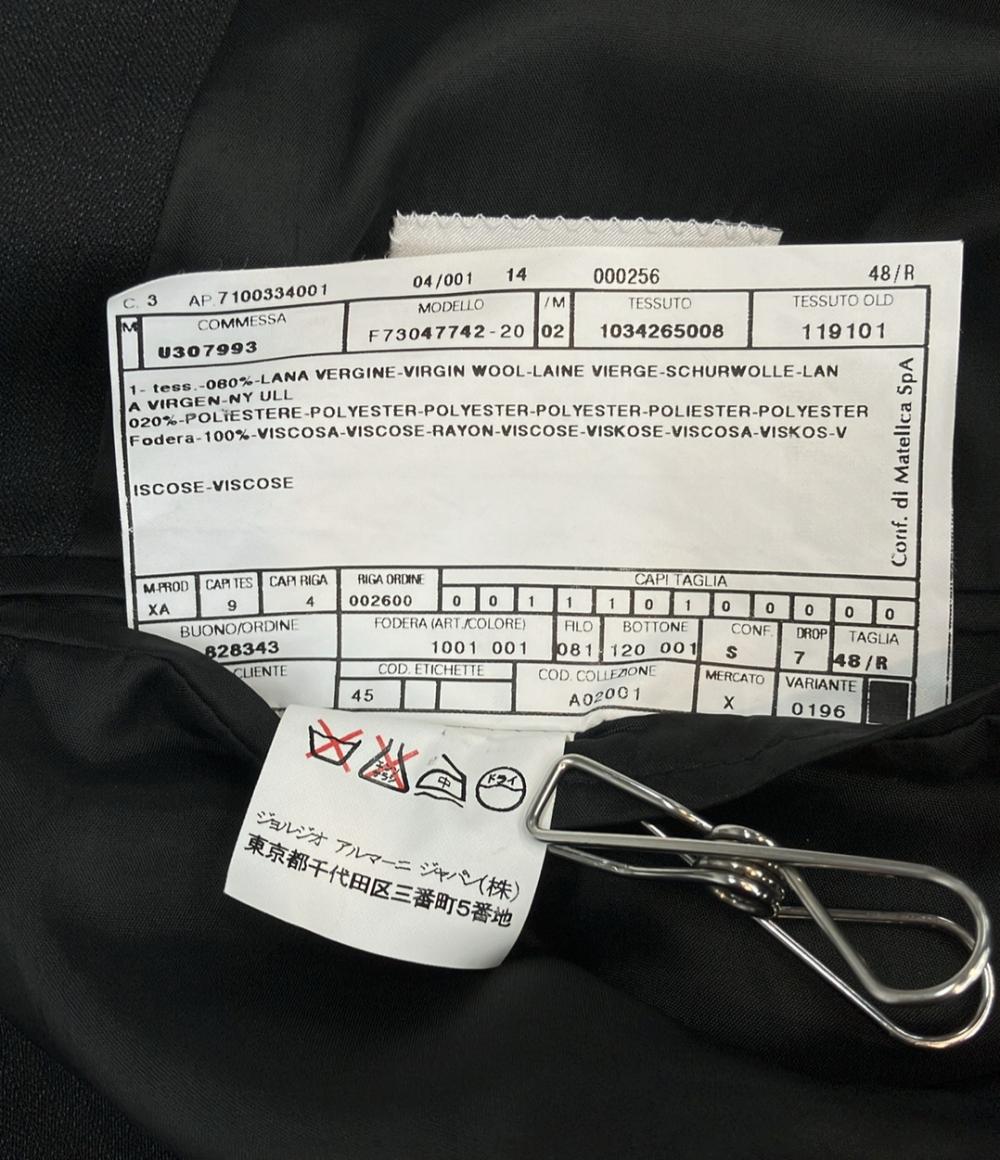 C. 3 AP.7100334001 04/001 14 000256 48/R
M COMMESSA MODELLO /M TESSUTO TESSUTO OLD
U307993 F73047742-20 02 1034265008 119101
1- tess.-080%-LANA VERGINE-VIRGIN WOOL-LAINE VIERGE-SCHURWOLLE-LAN
A VIRGEN-NY ULL
020%-POLIESTERE-POLYESTER-POLYESTER-POLYESTER-POLIESTER-POLYESTER
Fodera-100%-VISCOSA-VISCOSE-RAYON-VISCOSE-VISKOSE-VISCOSA-VISKOS-V
ISCOSE-VISCOSE
Conf. di Matelica SpA
M-PROD CAPI TES CAPI RIGA RIGA ORDINE CAPI TAGLIA
XA 9 4 002600 0 0 1 1 1 0 1 0 0 0 0 0
BUONO/ORDINE FODERA (ART./COLORE) FILO BOTTONE CONF. DROP TAGLIA
828343 1001 001 081 120 001 S 7 48/R
CLIENTE COD. ETICHETTE COD. COLLEZIONE MERCATO VARIANTE
45 A02001 X 0196
エンソ
サラシ
中
ドライ
ジョルジオ アルマーニ ジャパン(株)
東京都千代田区三番町5番地